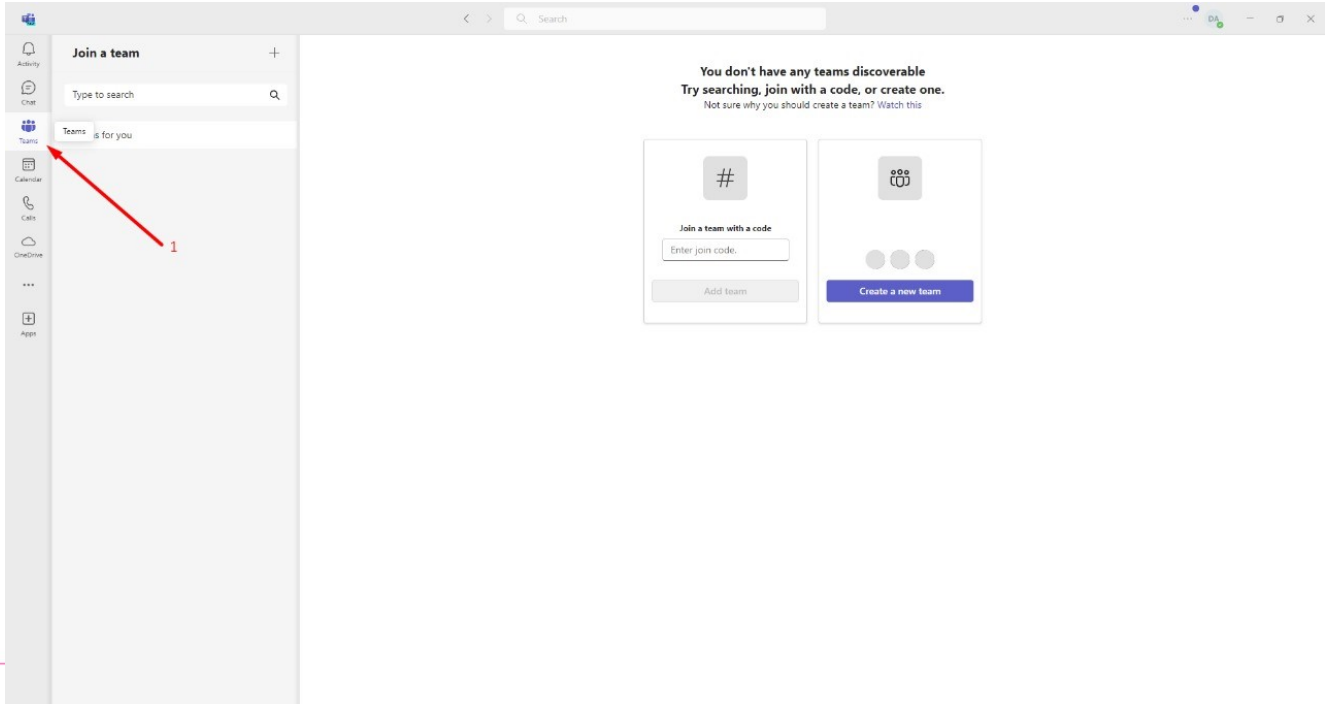 Search
DA
Activity
Chat
Teams
Calendar
Calls
OneDrive
Apps
Join a team
Type to search
Teams
s for you
1
You don't have any teams discoverable
Try searching, join with a code, or create one.
Not sure why you should create a team? Watch this
#
Join a team with a code
Enter join code.
Add team
Create a new team